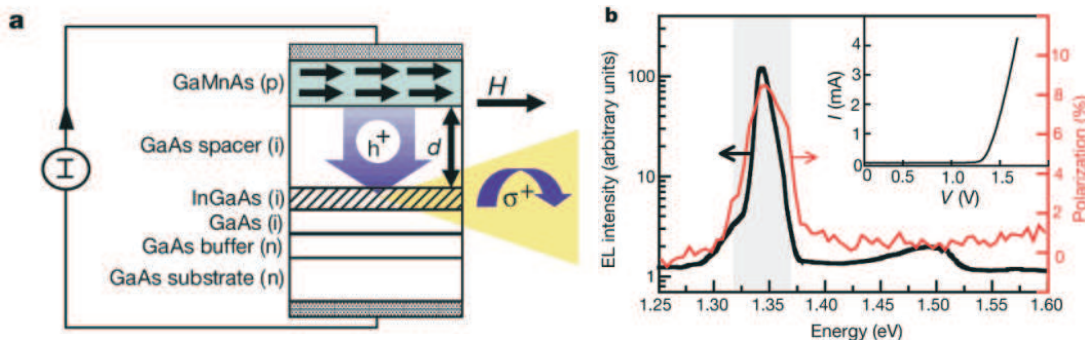 a
GaMnAs (p)
H
GaAs spacer (i)
h+
d
I
InGaAs (i)
σ+
GaAs (i)
GaAs buffer (n)
GaAs substrate (n)
b
EL intensity (arbitrary units)
100
10
1
1.25 1.30 1.35 1.40 1.45 1.50 1.55 1.60
Energy (eV)
Polarization (%)
10
8
6
4
2
0
I (mA)
4
3
2
1
0
0 0.5 1.0 1.5
V (V)